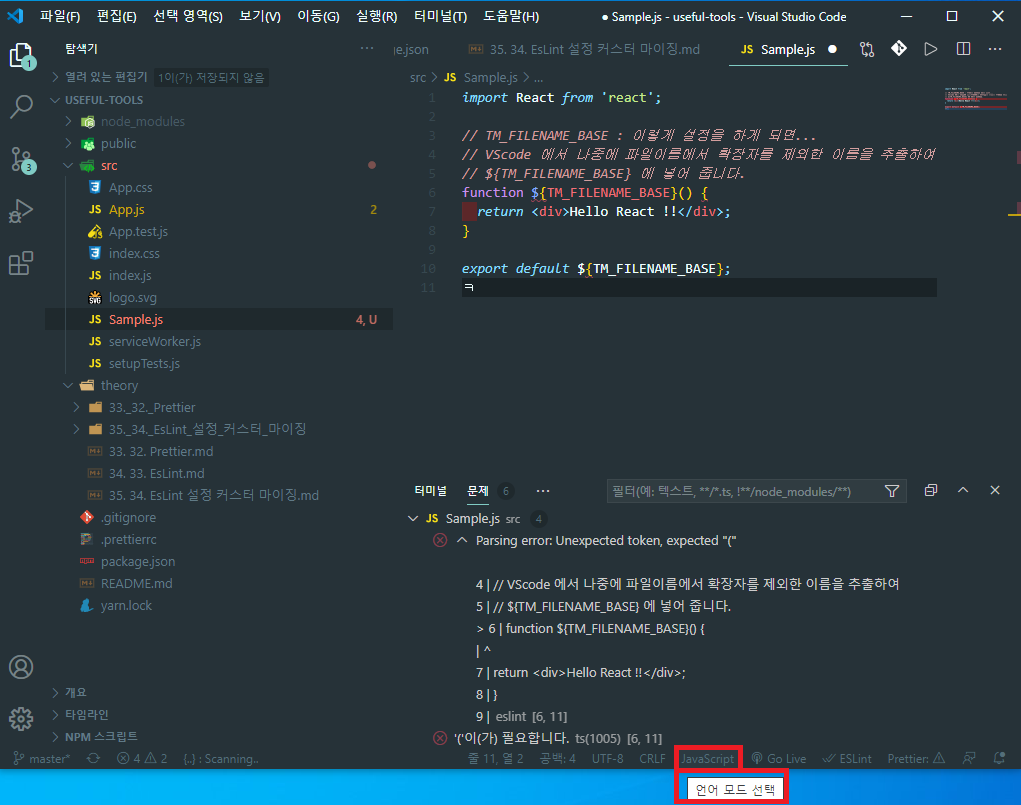 파일(F) 편집(E) 선택 영역(S) 보기(V) 이동(G) 실행(R) 터미널(T) 도움말(H) ● Sample.js - useful-tools - Visual Studio Code
탐색기 ···
.json 35. 34. EsLint 설정 커스터 마이징.md JS Sample.js ● ···
1
열려 있는 편집기 1이(가) 저장되지 않음
src > JS Sample.js > ...
USEFUL-TOOLS
node_modules
public
src
App.css
JS App.js 2
App.test.js
index.css
JS index.js
logo.svg
JS Sample.js 4, U
JS serviceWorker.js
JS setupTests.js
theory
33._32._Prettier
35._34._EsLint_설정_커스터_마이징
33. 32. Prettier.md
34. 33. EsLint.md
35. 34. EsLint 설정 커스터 마이징.md
.gitignore
.prettierrc
package.json
README.md
yarn.lock
3
개요
타임라인
NPM 스크립트
1 import React from 'react';
2
3 // TM_FILENAME_BASE : 이렇게 설정을 하게 되면...
4 // VScode 에서 나중에 파일이름에서 확장자를 제외한 이름을 추출하여
5 // ${TM_FILENAME_BASE} 에 넣어 줍니다.
6 function ${TM_FILENAME_BASE}() {
7 return <div>Hello React !!</div>;
8 }
9
10 export default ${TM_FILENAME_BASE};
11 ㅋ
터미널 문제 6 ··· 필터(예: 텍스트, **/*.ts, !**/node_modules/**)
JS Sample.js src 4
Parsing error: Unexpected token, expected "("
4 | // VScode 에서 나중에 파일이름에서 확장자를 제외한 이름을 추출하여
5 | // ${TM_FILENAME_BASE} 에 넣어 줍니다.
> 6 | function ${TM_FILENAME_BASE}() {
| ^
7 | return <div>Hello React !!</div>;
8 | }
9 | eslint [6, 11]
'('이(가) 필요합니다. ts(1005) [6, 11]
master* 4 2 {..} : Scanning.. 줄 11, 열 2 공백: 4 UTF-8 CRLF JavaScript Go Live ESLint Prettier:
언어 모드 선택